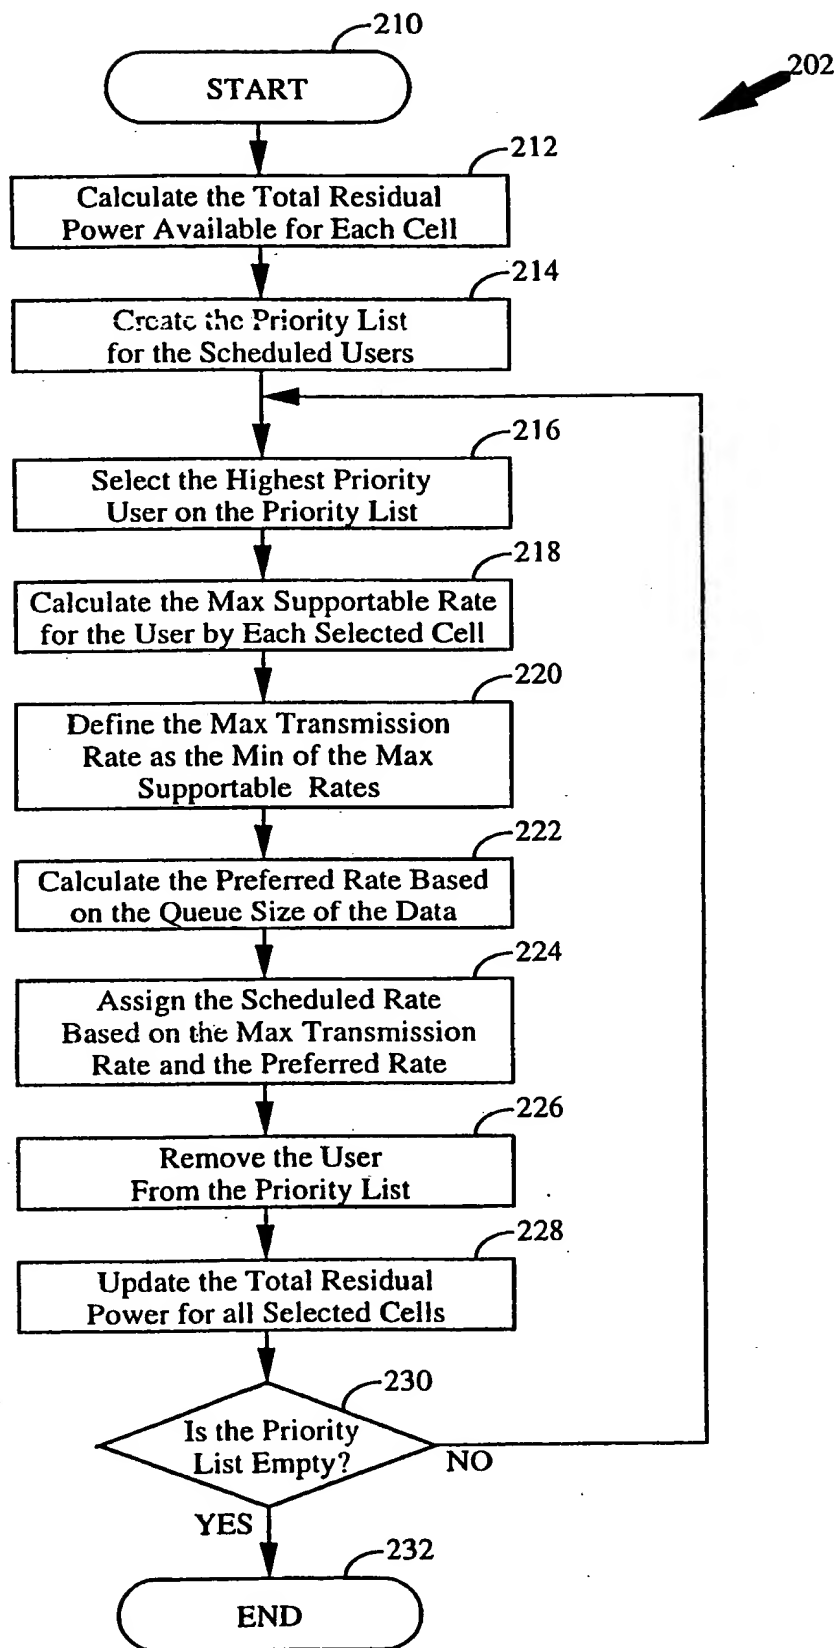 210
START
202
212
Calculate the Total Residual
Power Available for Each Cell
214
Create the Priority List
for the Scheduled Users
216
Select the Highest Priority
User on the Priority List
218
Calculate the Max Supportable Rate
for the User by Each Selected Cell
220
Define the Max Transmission
Rate as the Min of the Max
Supportable Rates
222
Calculate the Preferred Rate Based
on the Queue Size of the Data
224
Assign the Scheduled Rate
Based on the Max Transmission
Rate and the Preferred Rate
226
Remove the User
From the Priority List
228
Update the Total Residual
Power for all Selected Cells
230
Is the Priority
List Empty?
NO
YES
232
END